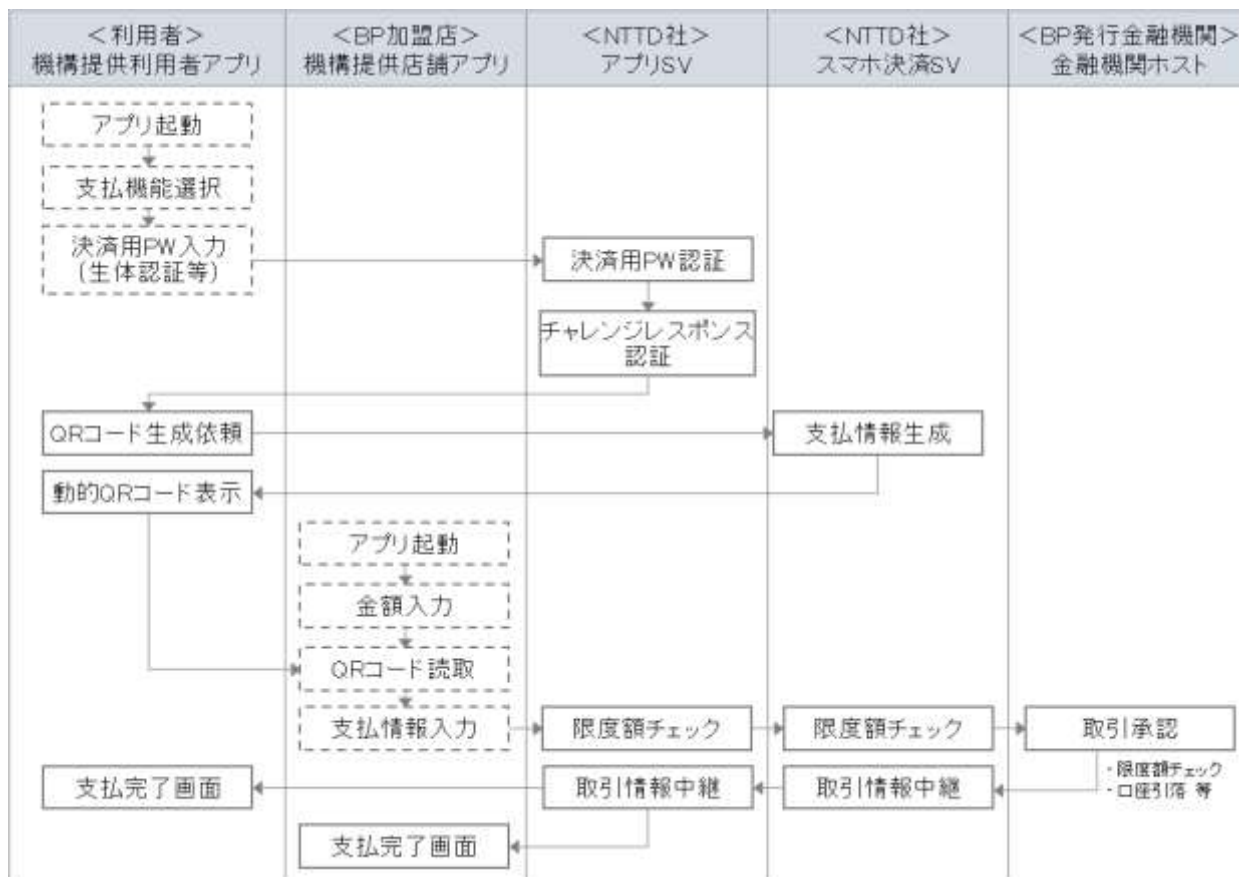 ＜利用者＞
機構提供利用者アプリ
＜BP加盟店＞
機構提供店舗アプリ
＜NTTD社＞
アプリSV
＜NTTD社＞
スマホ決済SV
＜BP発行金融機関＞
金融機関ホスト
アプリ起動
支払機能選択
決済用PW入力
（生体認証等）
決済用PW認証
チャレンジレスポンス
認証
QRコード生成依頼
支払情報生成
動的QRコード表示
アプリ起動
金額入力
QRコード読取
支払情報入力
限度額チェック
限度額チェック
取引承認
・限度額チェック
・口座引落 等
支払完了画面
取引情報中継
取引情報中継
支払完了画面